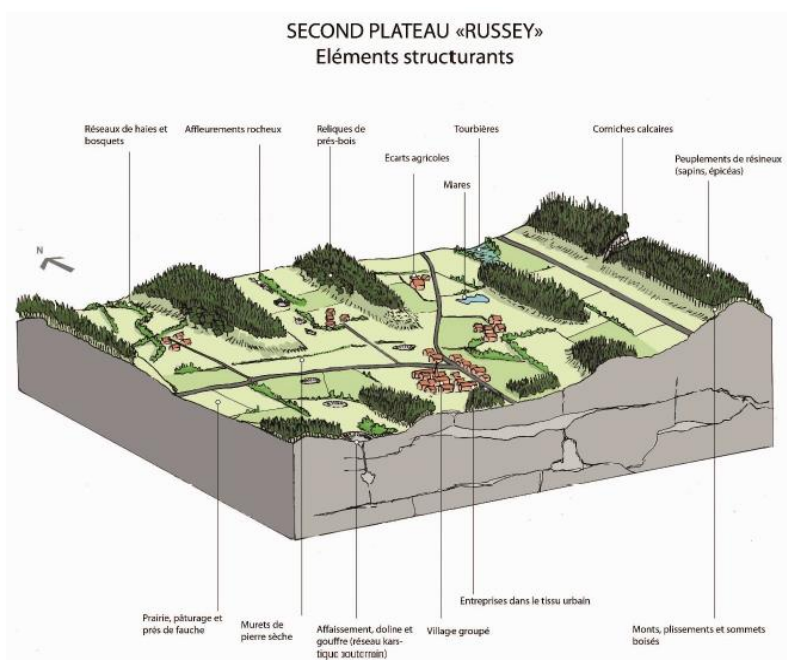 SECOND PLATEAU «RUSSEY»
Eléments structurants
Réseaux de haies et
bosquets
Affleurements rocheux
Reliques de
prés-bois
Ecarts agricoles
Tourbières
Mares
Corniches calcaires
Peuplements de résineux
(sapins, épicéas)
N
Prairie, pâturage et
prés de fauche
Murets de
pierre sèche
Affaissement, doline et
gouffre (réseau kars-
tique souterrain)
Village groupé
Entreprises dans le tissu urbain
Monts, plissements et sommets
boisés